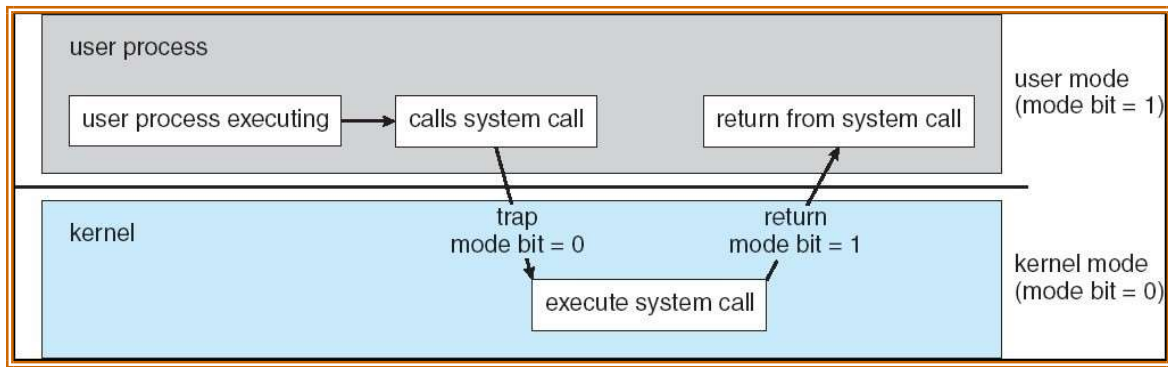 user process
user process executing
calls system call
return from system call
user mode
(mode bit = 1)
kernel
trap
mode bit = 0
return
mode bit = 1
execute system call
kernel mode
(mode bit = 0)